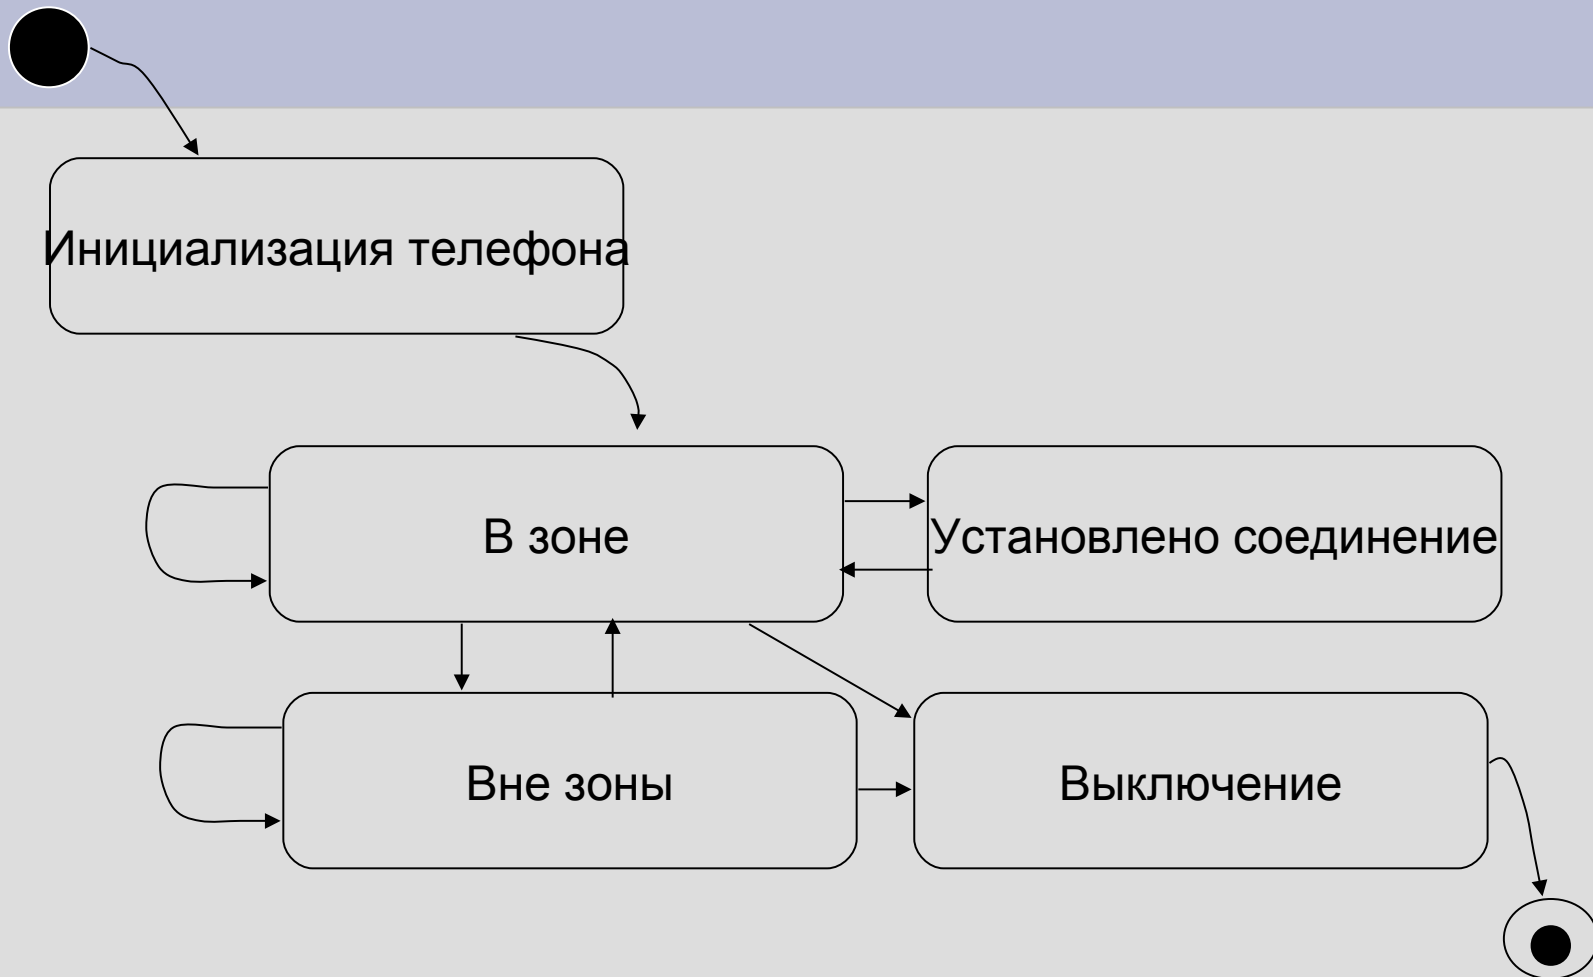 Инициализация телефона
В зоне
Установлено соединение
Вне зоны
Выключение